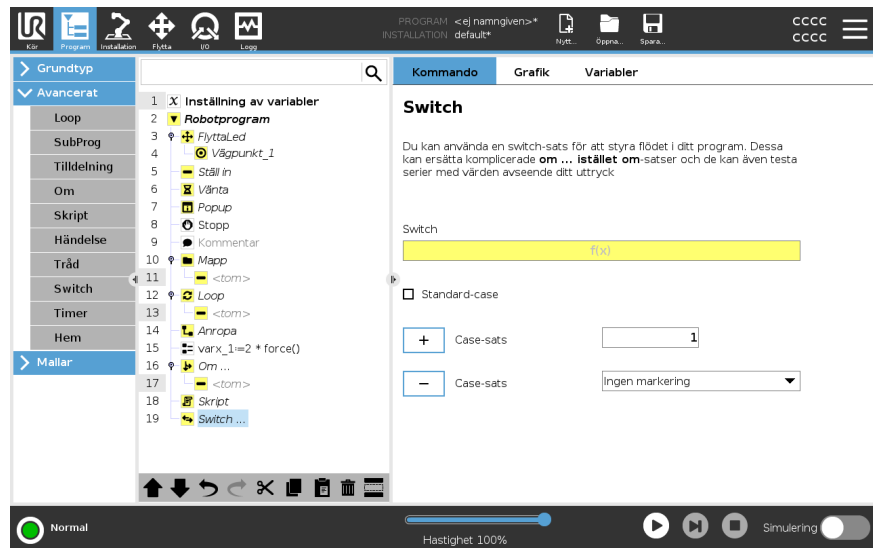 PROGRAM <ej namngiven>*
INSTALLATION default*
CCCC
CCCC
UR
Kör
Program
Installation
Flytta
I/O
Logg
Nytt...
Öppna...
Spara...
Grundtyp
Avancerat
Loop
SubProg
Tilldelning
Om
Skript
Händelse
Tråd
Switch
Timer
Hem
Mallar
1 X Inställning av variabler
2 Robotprogram
3 FlyttaLed
4 Vägpunkt_1
5 Ställ in
6 Vänta
7 Popup
8 Stopp
9 Kommentar
10 Mapp
11 <tom>
12 Loop
13 <tom>
14 Anropa
15 varx_1≔2 * force()
16 Om ...
17 <tom>
18 Skript
19 Switch ...
Kommando
Grafik
Variabler
Switch
Du kan använda en switch-sats för att styra flödet i ditt program. Dessa
kan ersätta komplicerade om ... istället om-satser och de kan även testa
serier med värden avseende ditt uttryck
Switch
f(x)
Standard-case
+ Case-sats 1
− Case-sats Ingen markering
Normal
Hastighet 100%
Simulering